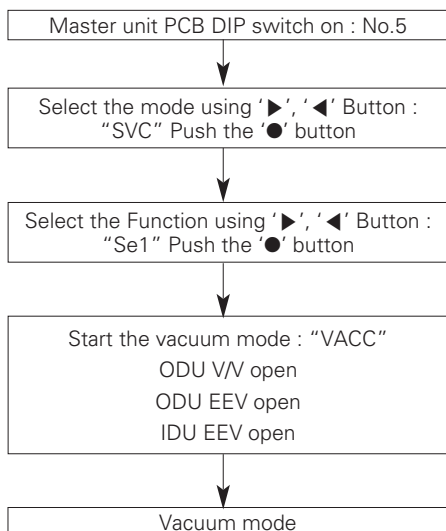 Master unit PCB DIP switch on : No.5
Select the mode using ‘▶’, ‘◀’ Button :
“SVC” Push the ‘●’ button
Select the Function using ‘▶’, ‘◀’ Button :
“Se1” Push the ‘●’ button
Start the vacuum mode : “VACC”
ODU V/V open
ODU EEV open
IDU EEV open
Vacuum mode